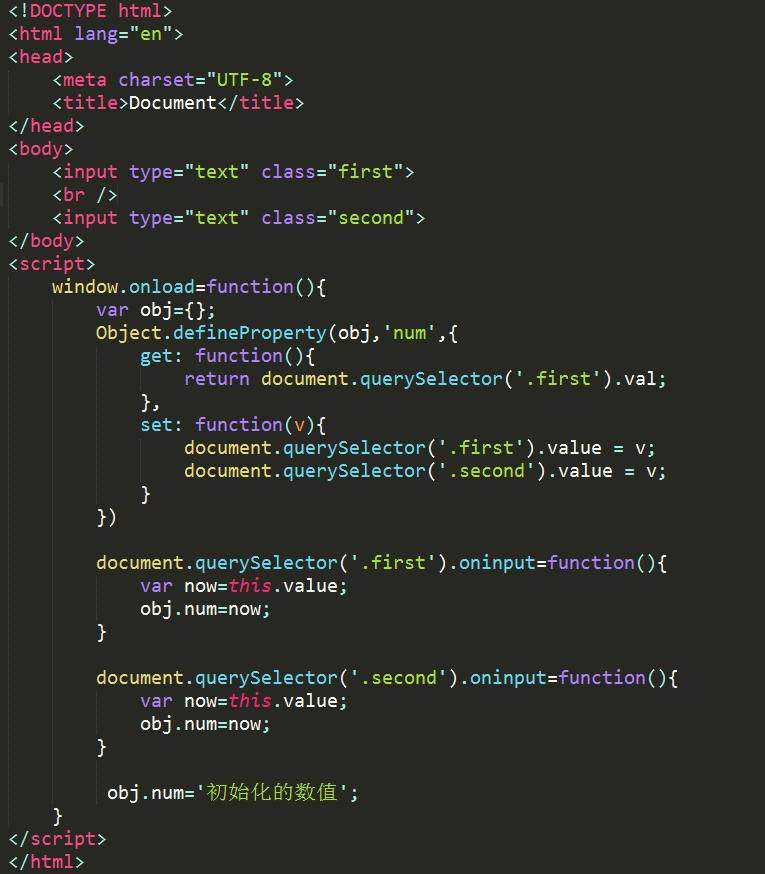 <!DOCTYPE html>
<html lang="en">
<head>
    <meta charset="UTF-8">
    <title>Document</title>
</head>
<body>
    <input type="text" class="first">
    <br />
    <input type="text" class="second">
</body>
<script>
    window.onload=function(){
        var obj={};
        Object.defineProperty(obj,'num',{
            get: function(){
                return document.querySelector('.first').val;
            },
            set: function(v){
                document.querySelector('.first').value = v;
                document.querySelector('.second').value = v;
            }
        })
        document.querySelector('.first').oninput=function(){
            var now=this.value;
            obj.num=now;
        }
        document.querySelector('.second').oninput=function(){
            var now=this.value;
            obj.num=now;
        }
         obj.num='初始化的数值';
    }
</script>
</html>